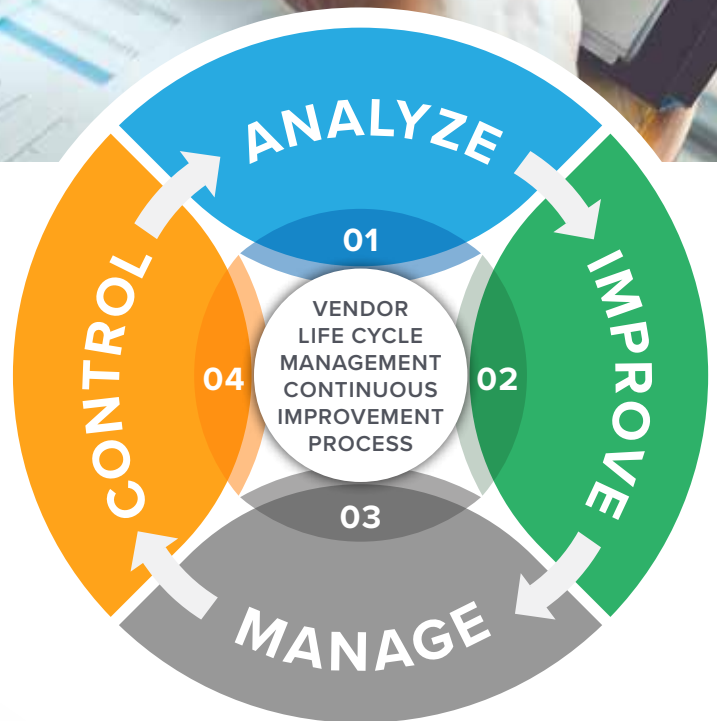 ANALYZE
01
IMPROVE
02
MANAGE
03
CONTROL
04
VENDOR
LIFE CYCLE
MANAGEMENT
CONTINUOUS
IMPROVEMENT
PROCESS